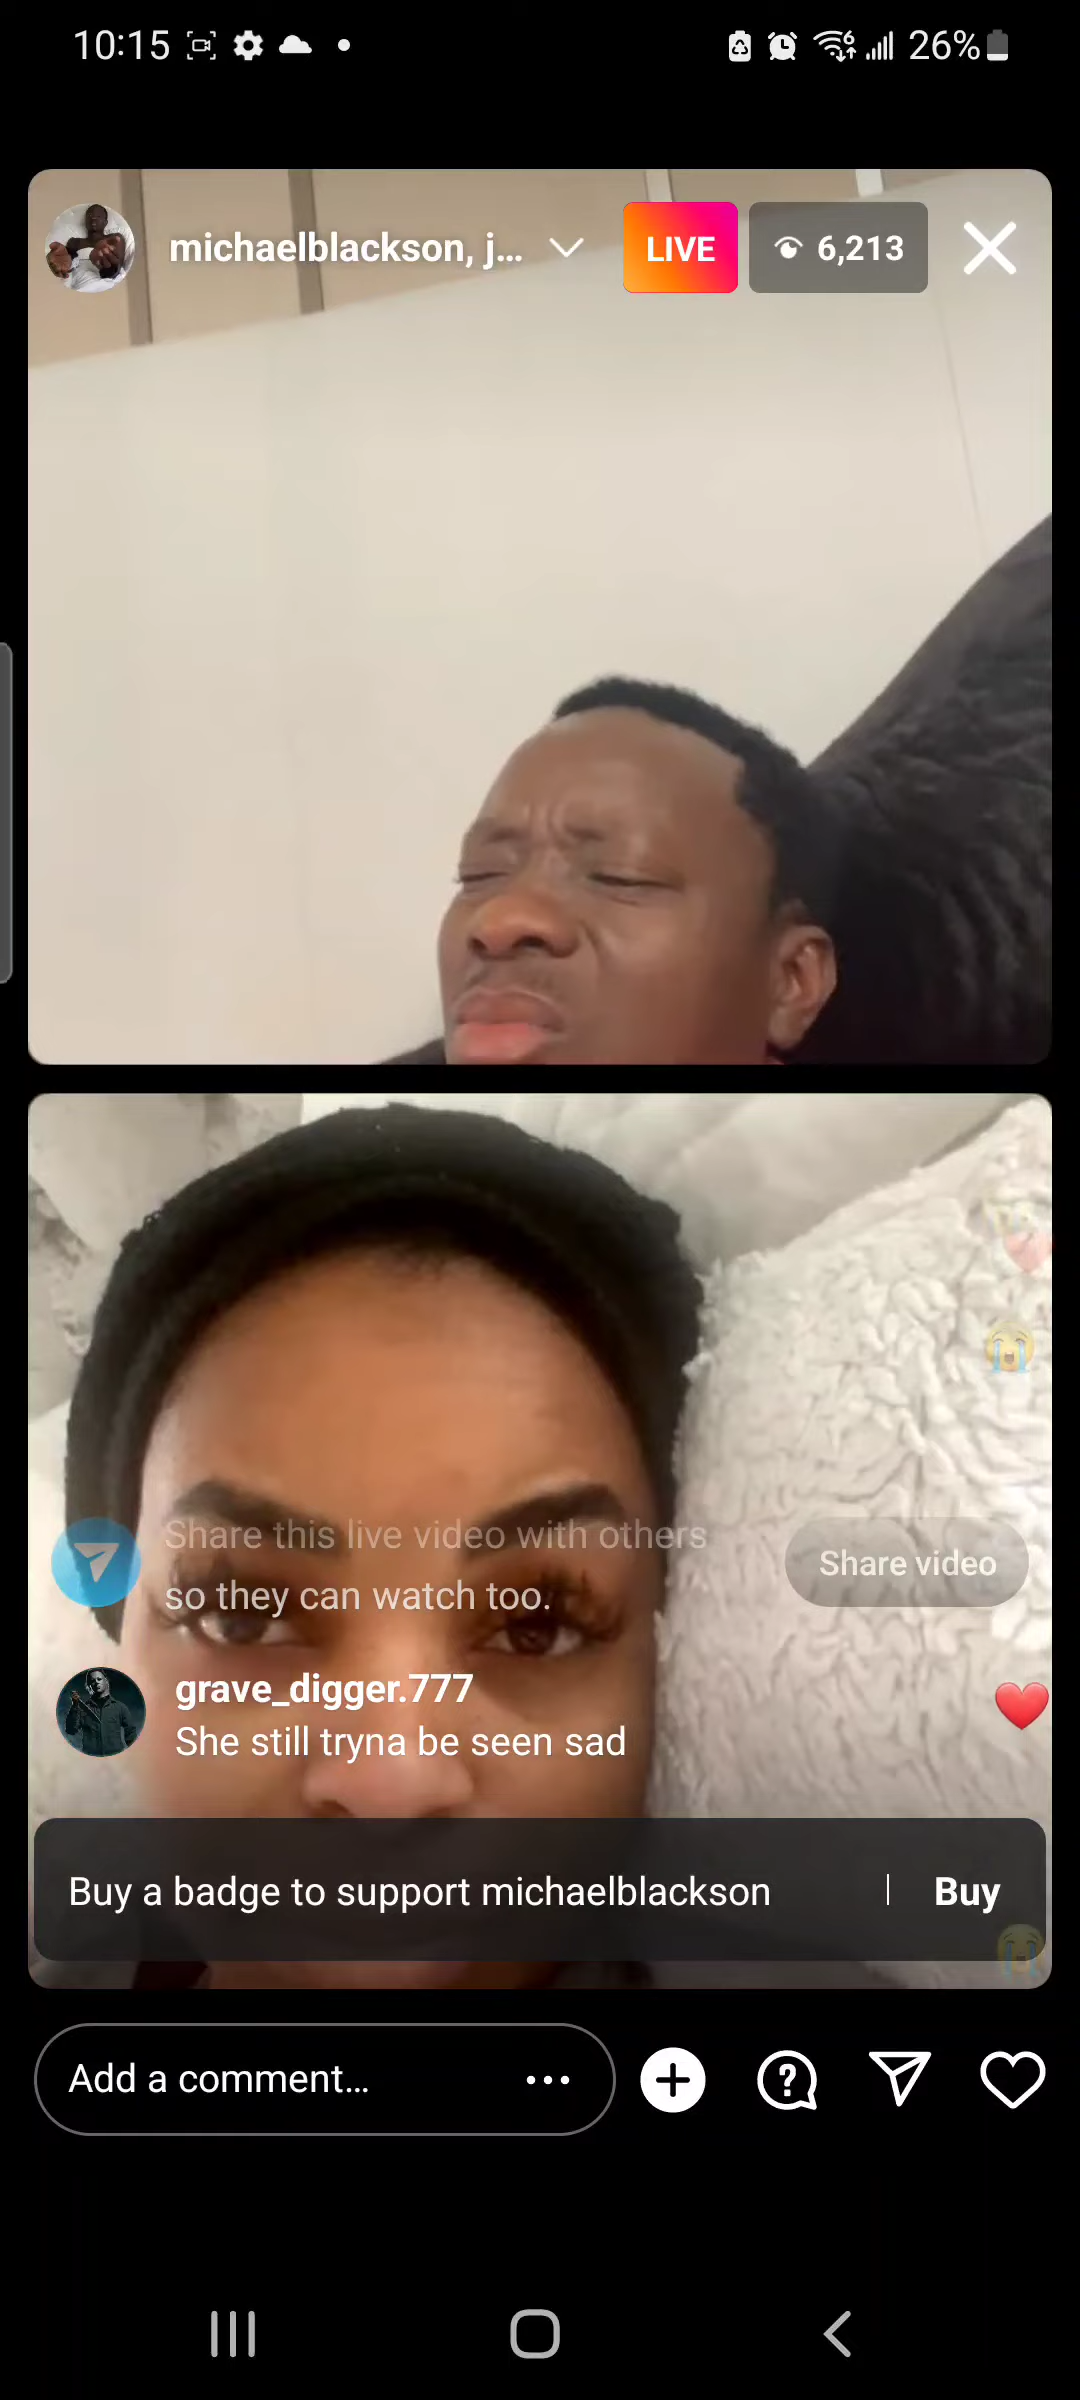 10:15
6
26%
michaelblackson, j...
LIVE
6,213
Share this live video with others
so they can watch too.
Share video
grave_digger.777
She still tryna be seen sad
Buy a badge to support michaelblackson | Buy
Add a comment...